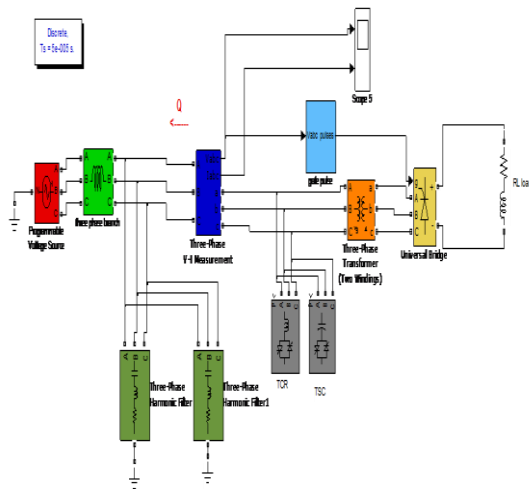 Discrete,
Ts = 5e-005 s.
Scope 5
Q
<------
Vabc pulses
gate pulse
A
B
C
A
B
C
A
B
C
Programmable
Voltage Source
three phase branch
Three-Phase
V-I Measurement
A
B
C
a
b
c
Three-Phase
Transformer
(Two Windings)
g
A
B
C
+
-
Universal Bridge
RL loa
A
B
C
Three-Phase
Harmonic Filter
A
B
C
Three-Phase
Harmonic Filter1
TCR
TSC